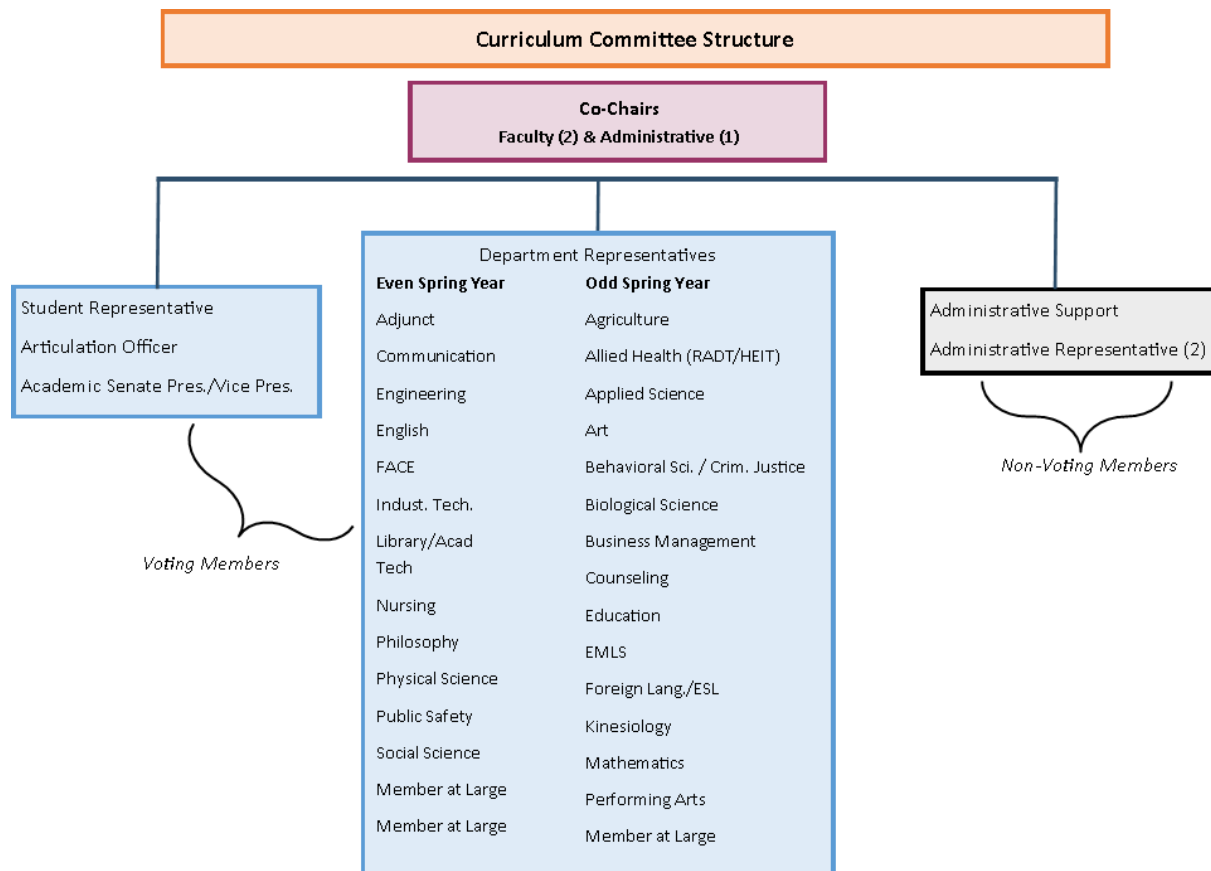 Curriculum Committee Structure
Co-Chairs
Faculty (2) & Administrative (1)
Student Representative
Articulation Officer
Academic Senate Pres./Vice Pres.
Voting Members
Department Representatives
Even Spring Year
Adjunct
Communication
Engineering
English
FACE
Indust. Tech.
Library/Acad
Tech
Nursing
Philosophy
Physical Science
Public Safety
Social Science
Member at Large
Member at Large
Odd Spring Year
Agriculture
Allied Health (RADT/HEIT)
Applied Science
Art
Behavioral Sci. / Crim. Justice
Biological Science
Business Management
Counseling
Education
EMLS
Foreign Lang./ESL
Kinesiology
Mathematics
Performing Arts
Member at Large
Administrative Support
Administrative Representative (2)
Non-Voting Members